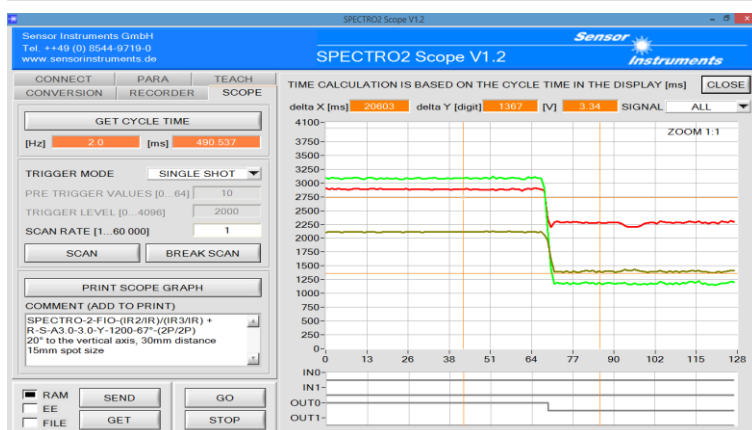 SPECTRO2 Scope V1.2
Sensor Instruments GmbH
Tel. ++49 (0) 8544-9719-0
www.sensorinstruments.de
SPECTRO2 Scope V1.2
Sensor
Instruments
CONNECT PARA TEACH
CONVERSION RECORDER SCOPE
GET CYCLE TIME
[Hz] 2.0 [ms] 490.537
TRIGGER MODE SINGLE SHOT
PRE TRIGGER VALUES [0...64] 10
TRIGGER LEVEL [0...4096] 2000
SCAN RATE [1...60 000] 1
SCAN BREAK SCAN
PRINT SCOPE GRAPH
COMMENT (ADD TO PRINT)
SPECTRO-2-FIO-(IR2/IR)/(IR3/IR) +
R-S-A3.0-3.0-Y-1200-67°-(2P/2P)
20° to the vertical axis, 30mm distance
15mm spot size
RAM SEND GO
EE
FILE GET STOP
TIME CALCULATION IS BASED ON THE CYCLE TIME IN THE DISPLAY [ms] CLOSE
delta X [ms] 20603 delta Y [digit] 1367 [V] 3.34 SIGNAL ALL
ZOOM 1:1
4100
3750
3500
3250
3000
2750
2500
2250
2000
1750
1500
1250
1000
750
500
250
0
0 13 26 38 51 64 77 90 102 115 128
IN0
IN1
OUT0
OUT1